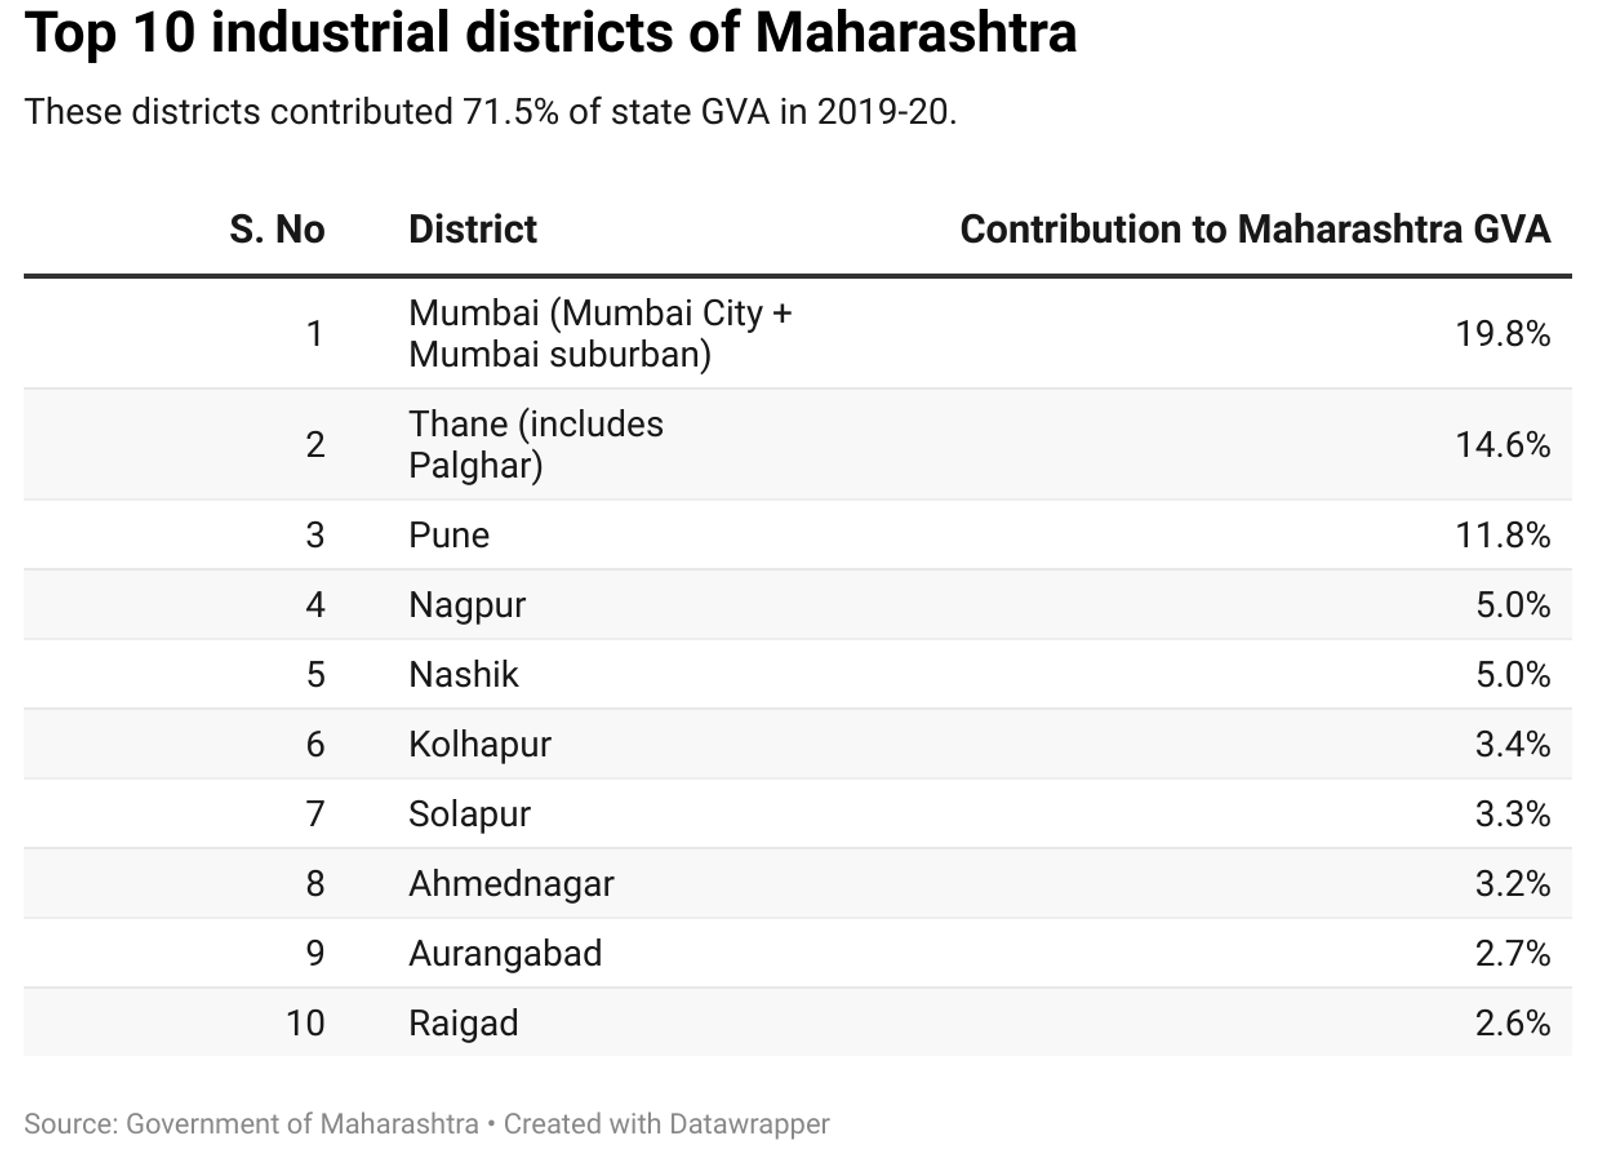 Top 10 industrial districts of Maharashtra
These districts contributed 71.5% of state GVA in 2019-20.
S. No District Contribution to Maharashtra GVA
1 Mumbai (Mumbai City + Mumbai suburban) 19.8%
2 Thane (includes Palghar) 14.6%
3 Pune 11.8%
4 Nagpur 5.0%
5 Nashik 5.0%
6 Kolhapur 3.4%
7 Solapur 3.3%
8 Ahmednagar 3.2%
9 Aurangabad 2.7%
10 Raigad 2.6%
Source: Government of Maharashtra • Created with Datawrapper